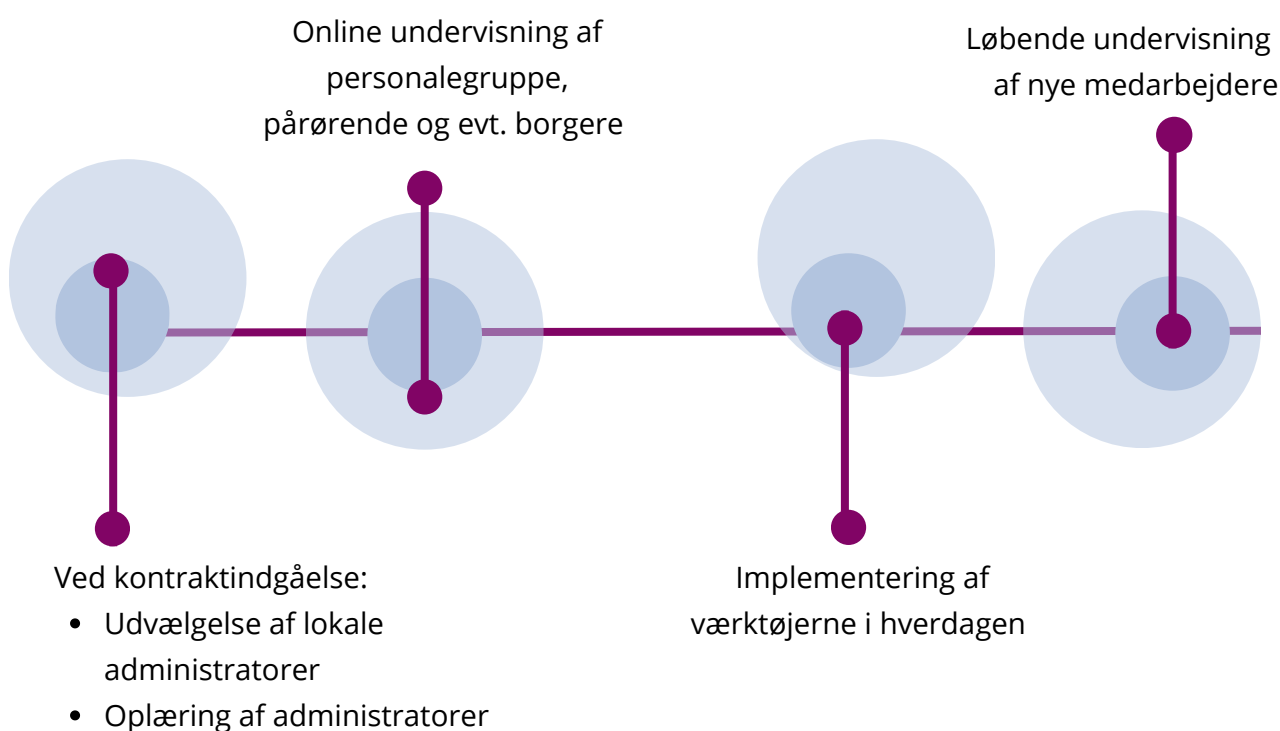 Online undervisning af
personalegruppe,
pårørende og evt. borgere
Løbende undervisning
af nye medarbejdere
Ved kontraktindgåelse:
• Udvælgelse af lokale
administratorer
• Oplæring af administratorer
Implementering af
værktøjerne i hverdagen